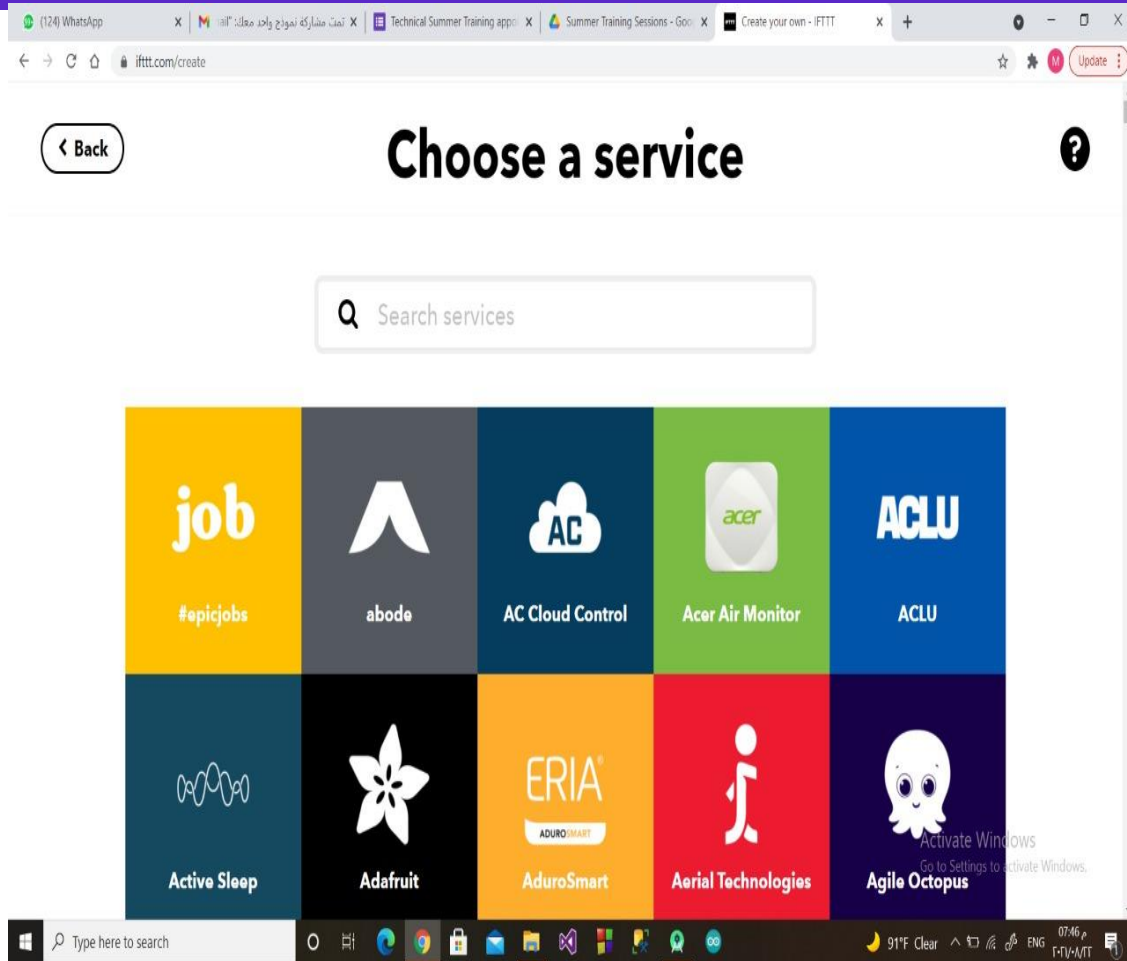 (124) WhatsApp
تمت مشاركة نموذج واحد معك: "ail
Technical Summer Training appo
Summer Training Sessions - Goo
Create your own - IFTTT
ifttt.com/create
M
Update
Back
Choose a service
?
Search services
job
#epicjobs
abode
AC
AC Cloud Control
acer
Acer Air Monitor
ACLU
ACLU
Active Sleep
Adafruit
ERIA
ADUROSMART
AduroSmart
Aerial Technologies
Agile Octopus
Activate Windows
Go to Settings to activate Windows.
Type here to search
91°F Clear
ENG
07:46 م